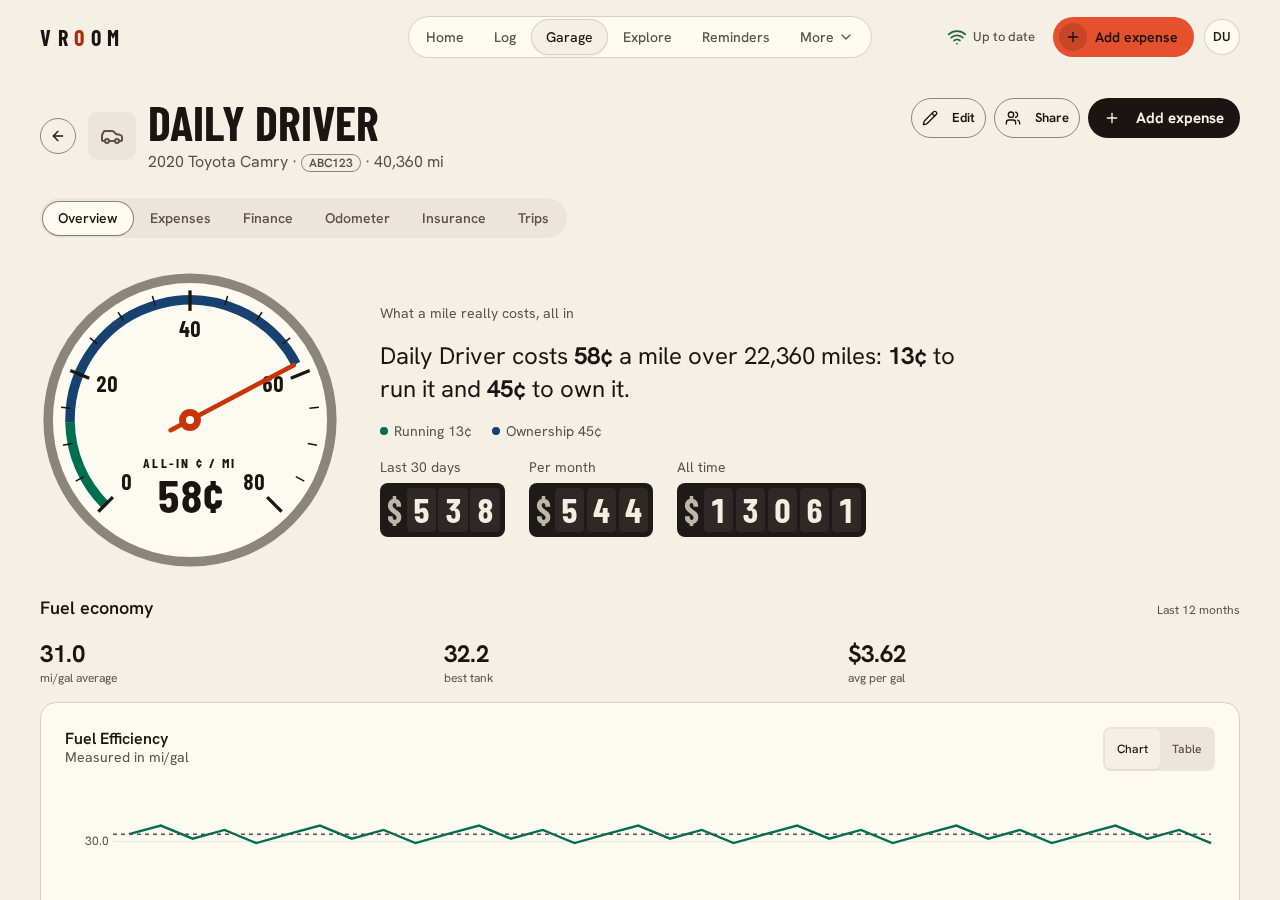 VROOM
Home Log Garage Explore Reminders More
Up to date
Add expense
DU
DAILY DRIVER
2020 Toyota Camry · ABC123 · 40,360 mi
Edit Share Add expense
Overview Expenses Finance Odometer Insurance Trips
40
20
60
0
80
ALL-IN ¢ / MI
58¢
What a mile really costs, all in
Daily Driver costs 58¢ a mile over 22,360 miles: 13¢ to
run it and 45¢ to own it.
Running 13¢ Ownership 45¢
Last 30 days Per month All time
$538 $544 $13061
Fuel economy
Last 12 months
31.0 32.2 $3.62
mi/gal average best tank avg per gal
Fuel Efficiency
Measured in mi/gal
Chart Table
30.0